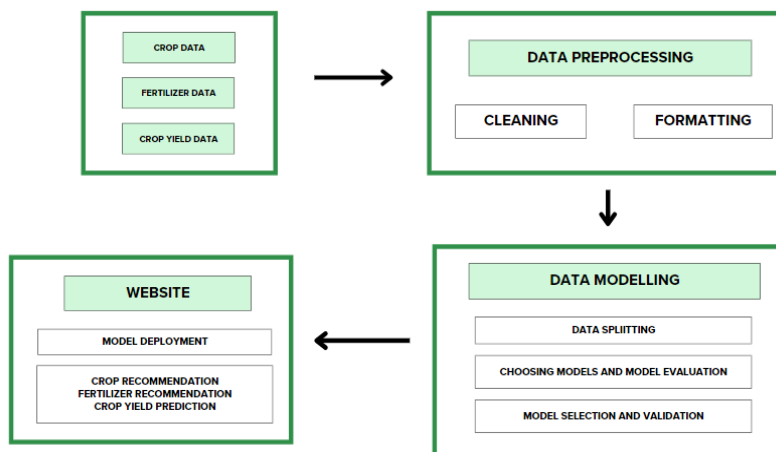 CROP DATA
FERTILIZER DATA
CROP YIELD DATA
DATA PREPROCESSING
CLEANING
FORMATTING
DATA MODELLING
DATA SPLIITTING
CHOOSING MODELS AND MODEL EVALUATION
MODEL SELECTION AND VALIDATION
WEBSITE
MODEL DEPLOYMENT
CROP RECOMMENDATION
FERTILIZER RECOMMENDATION
CROP YIELD PREDICTION